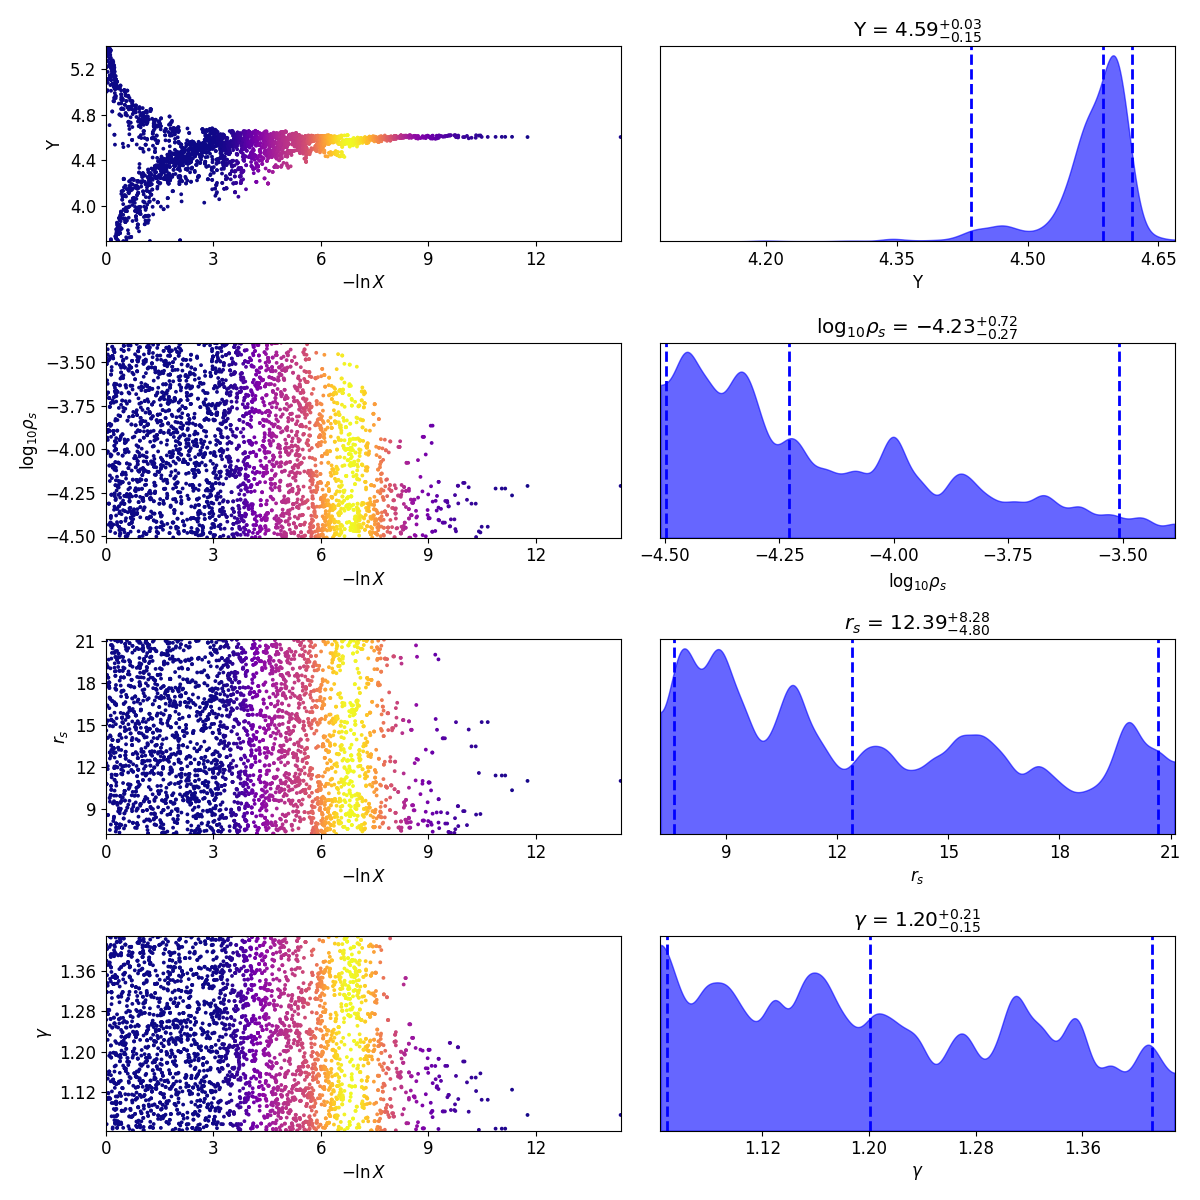 Y = 4.59+0.03−0.15
5.2
4.8
4.4
4.0
Y
0 3 6 9 12
−ln X
4.20 4.35 4.50 4.65
Y
log10ρs = −4.23+0.72−0.27
−3.50
−3.75
−4.00
−4.25
−4.50
log10ρs
0 3 6 9 12
−ln X
−4.50 −4.25 −4.00 −3.75 −3.50
log10ρs
rs = 12.39+8.28−4.80
21
18
15
12
9
rs
0 3 6 9 12
−ln X
9 12 15 18 21
rs
γ = 1.20+0.21−0.15
1.36
1.28
1.20
1.12
γ
0 3 6 9 12
−ln X
1.12 1.20 1.28 1.36
γ